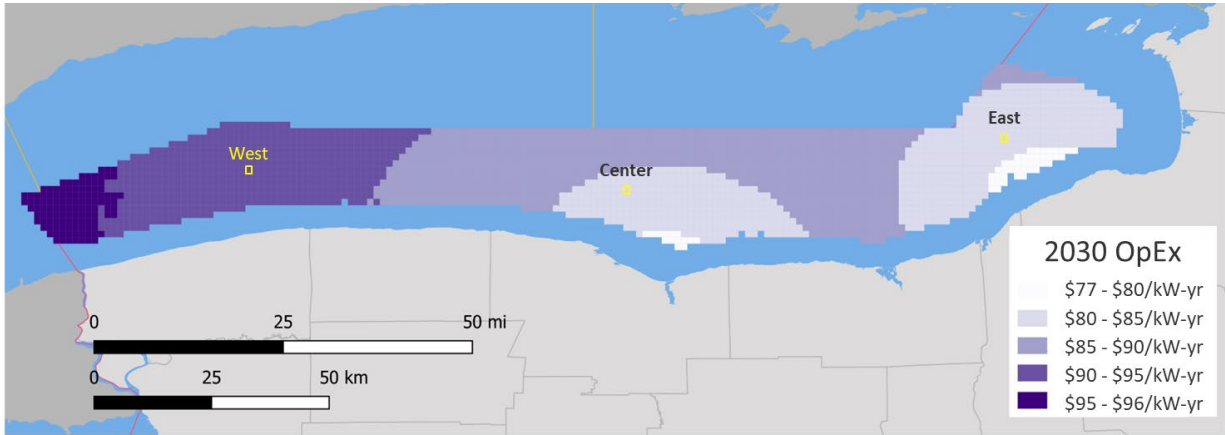 East
West
Center
2030 OpEx
$77 - $80/kW-yr
$80 - $85/kW-yr
$85 - $90/kW-yr
$90 - $95/kW-yr
$95 - $96/kW-yr
0 25 50 mi
0 25 50 km